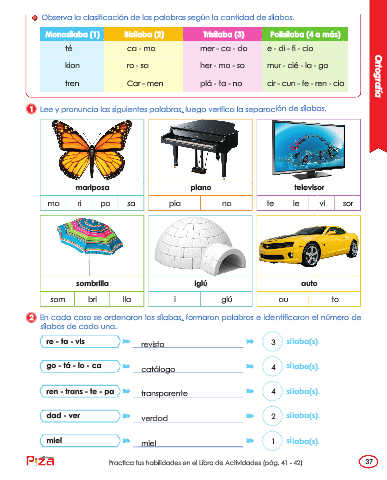 Observa la clasificación de las palabras según la cantidad de sílabas.
Monosílaba (1) Bisílaba (2) Trisílaba (3) Polisílaba (4 a más)
té ca - ma mer - ca - do e - di - fi - cio
kion ro - sa her - mo - so mur - cié - la - go
tren Car - men plá - ta - no cir - cun - fe - ren - cia
Ortografía
1 Lee y pronuncia las siguientes palabras, luego verifica la separación de sílabas.
mariposa piano televisor
ma ri po sa pia no te le vi sor
sombrilla iglú auto
som bri lla i glú au to
2 En cada caso se ordenaron las sílabas, formaron palabras e identificaron el número de
sílabas de cada una.
re - ta - vis revista 3 sílaba(s).
go - tá - lo - ca catálogo 4 sílaba(s).
ren - trans - te - pa transparente 4 sílaba(s).
dad - ver verdad 2 sílaba(s).
miel miel 1 sílaba(s).
Practica tus habilidades en el Libro de Actividades (pág. 41 - 42)
37